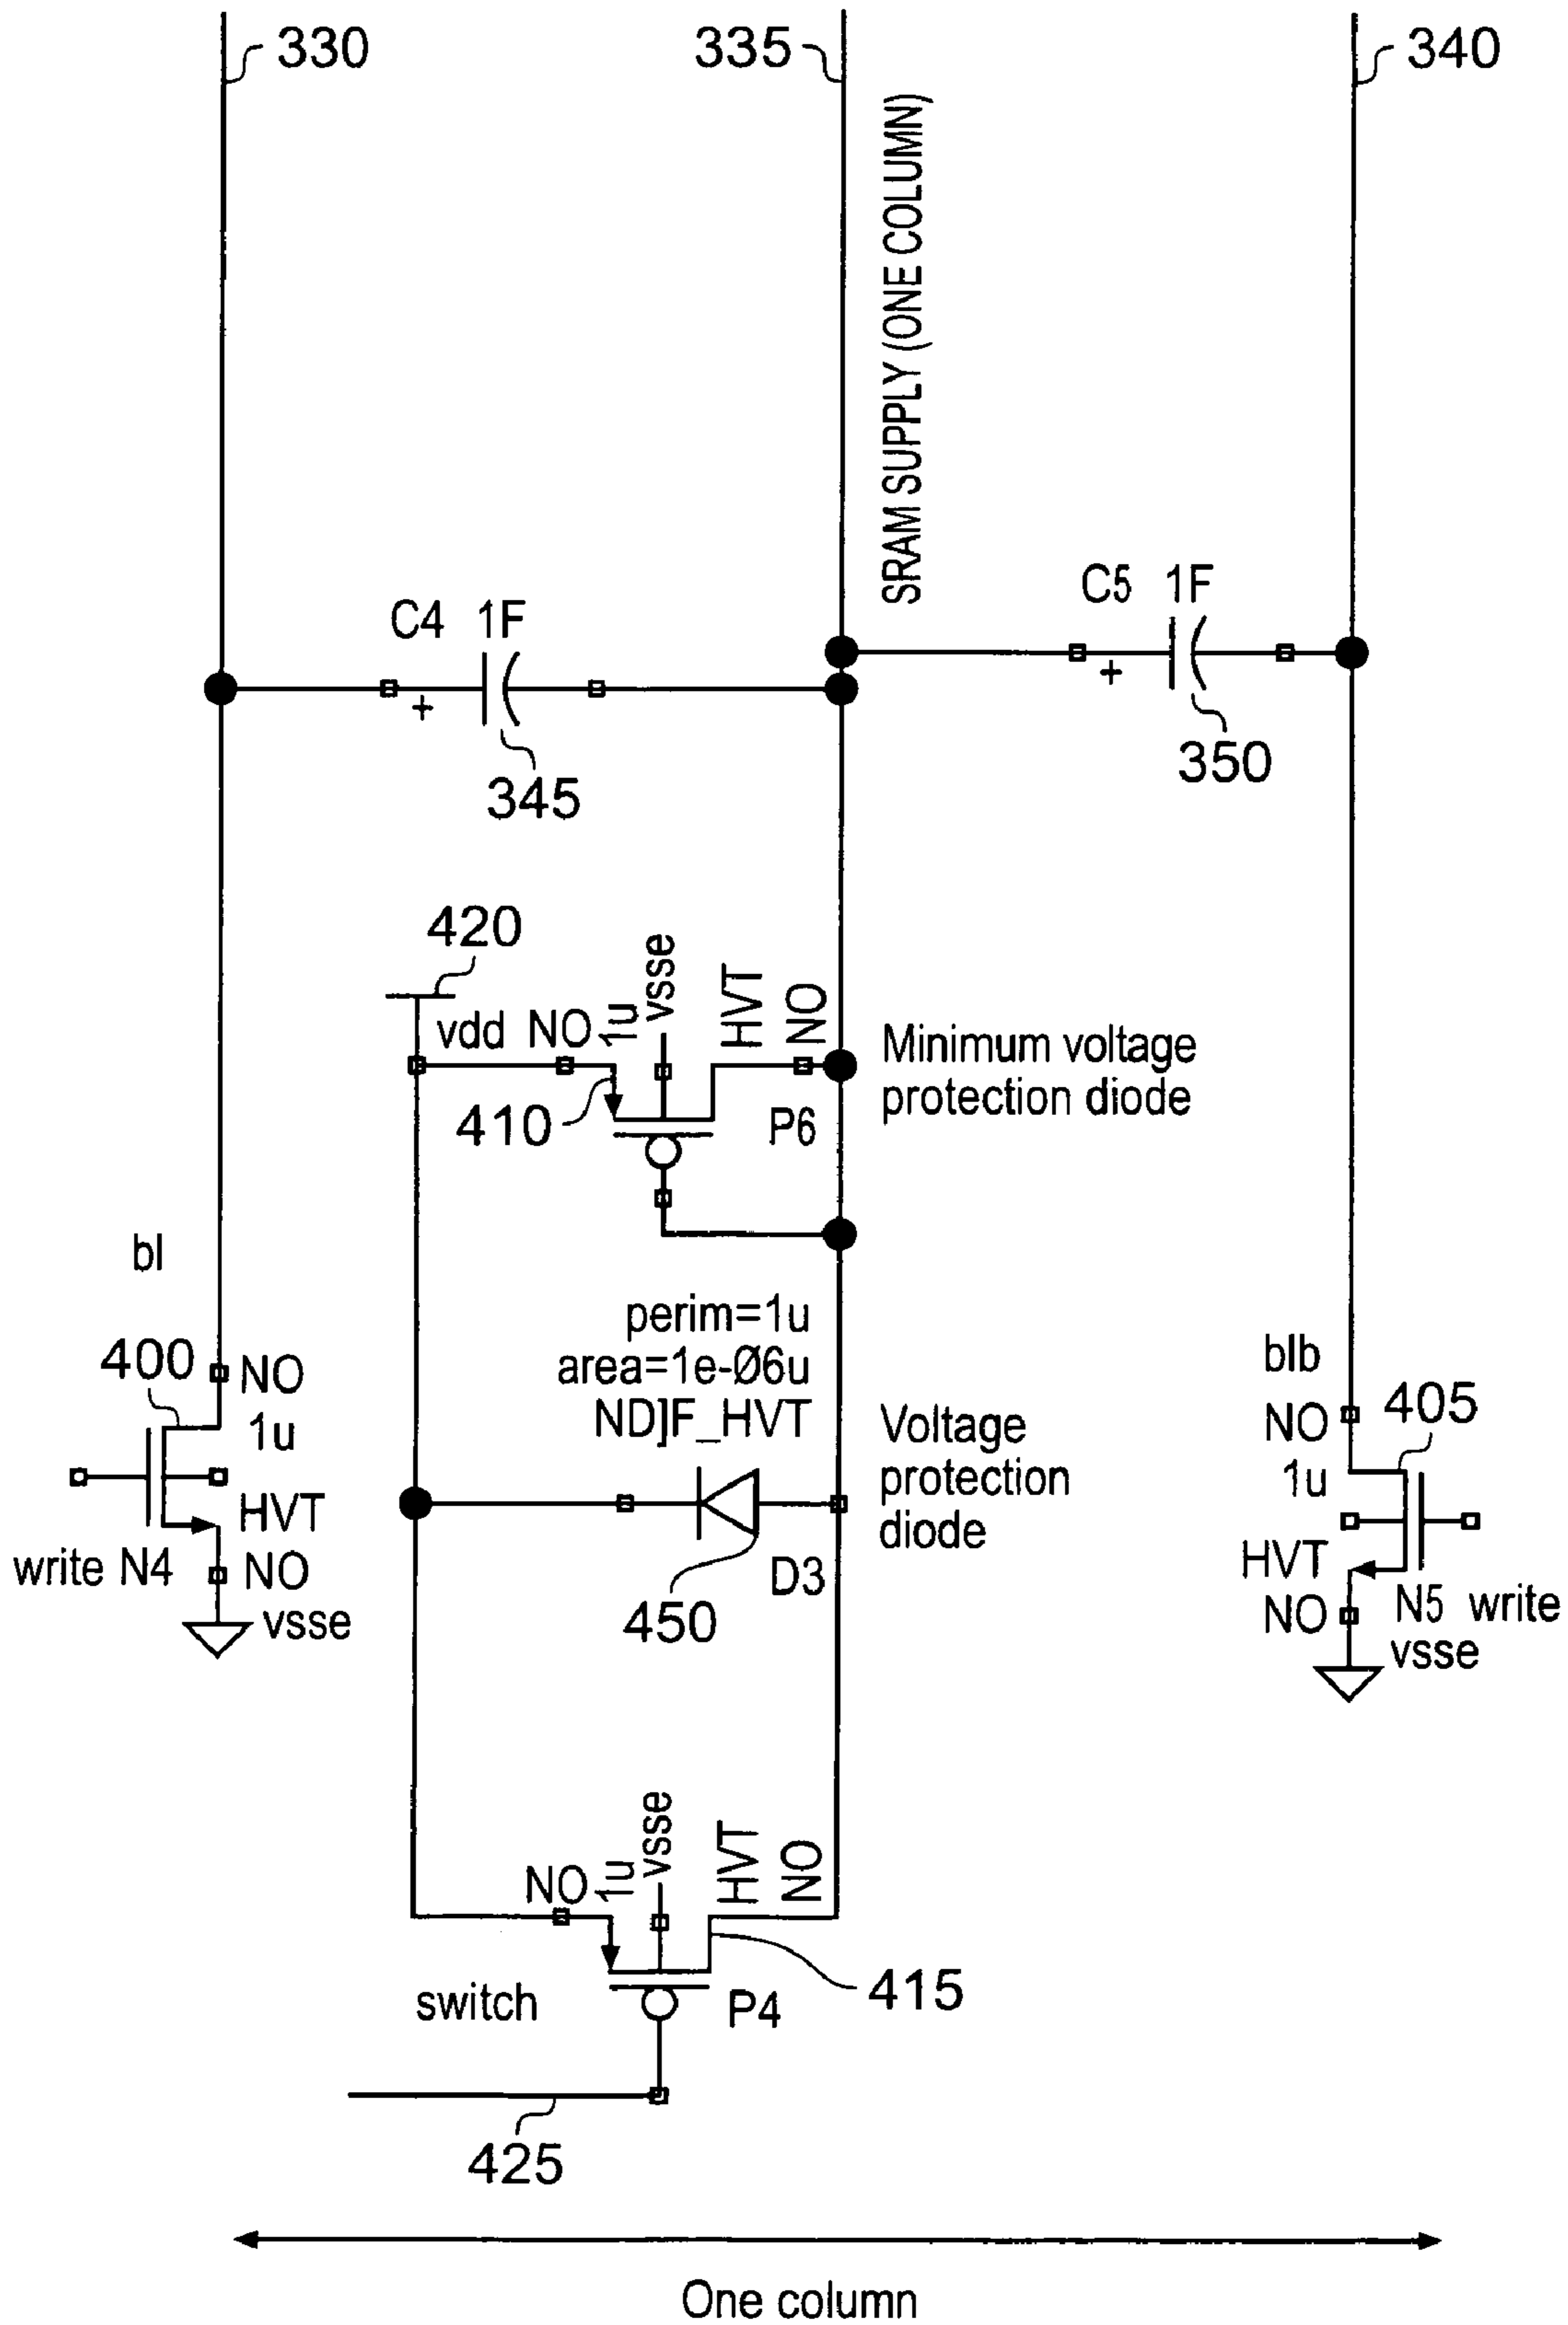 330
335
340
SRAM SUPPLY (ONE COLUMN)
C4 1F
+
345
C5 1F
+
350
420
vdd NO
1u
vsse
HVT
NO
410
P6
Minimum voltage
protection diode
bl
400
NO
1u
HVT
write N4
NO
vsse
perim=1u
area=1e-Ø6u
ND]F_HVT
D3
450
Voltage
protection
diode
blb
NO
405
1u
HVT
NO
N5 write
vsse
NO
1u
vsse
HVT
NO
switch
P4
415
425
One column